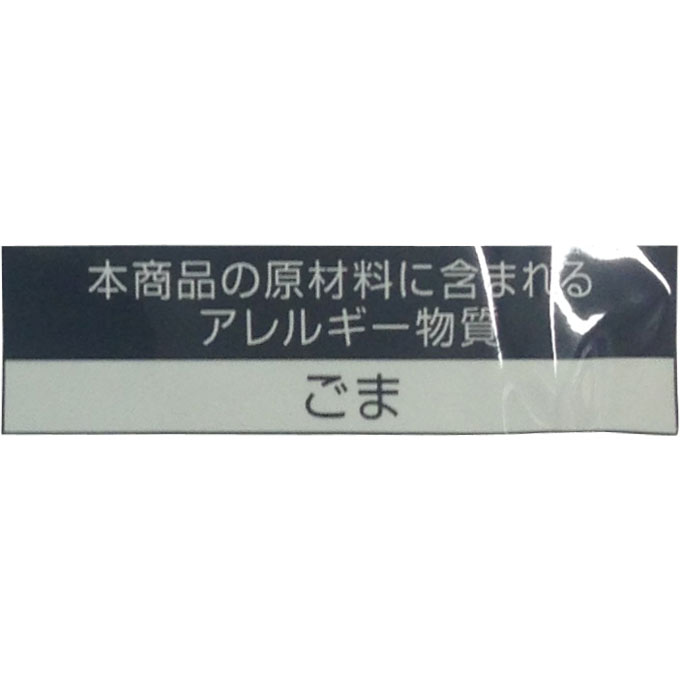 本商品の原材料に含まれる
アレルギー物質
ごま